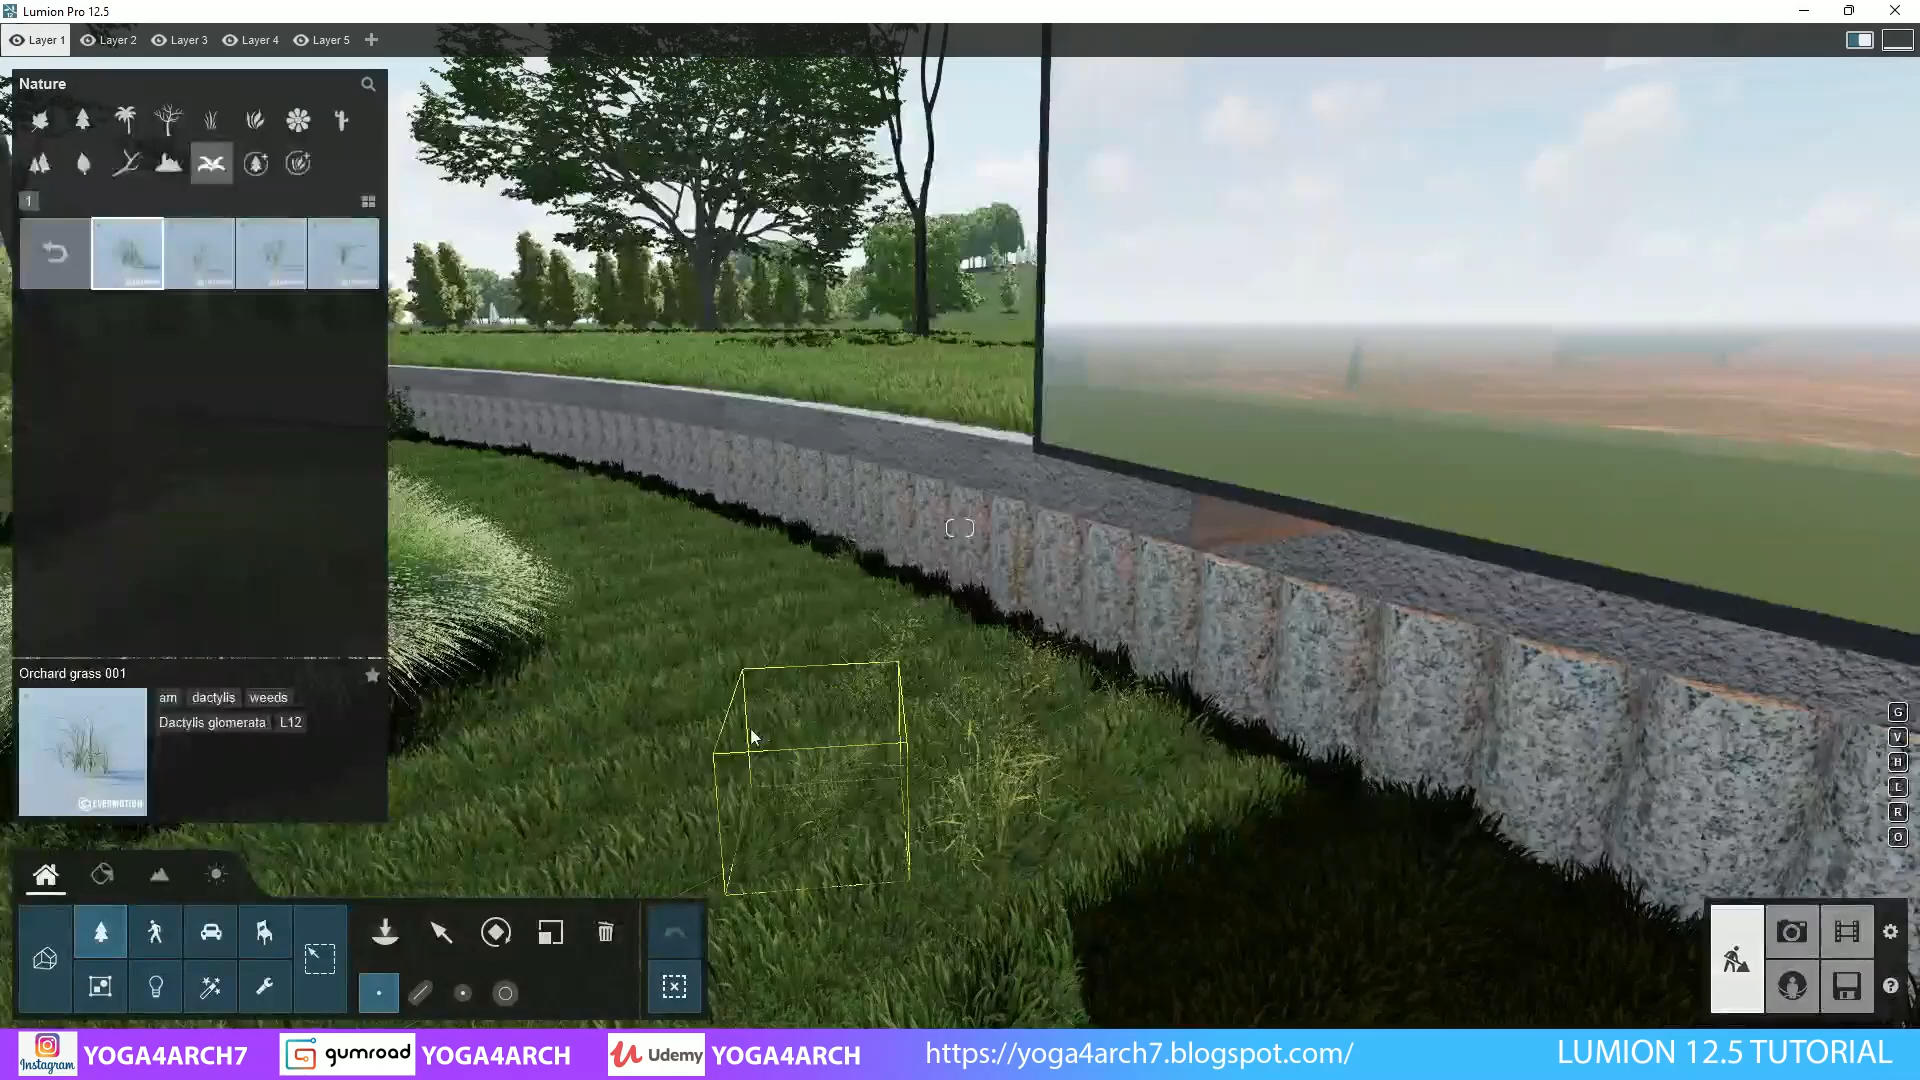 Lumion Pro 12.5
Layer 1 Layer 2 Layer 3 Layer 4 Layer 5 +
Nature
1
Orchard grass 001
am dactylis weeds
Dactylis glomerata L12
EVERMOTION
G
V
H
L
R
O
?
Instagram YOGA4ARCH7 gumroad YOGA4ARCH Udemy YOGA4ARCH https://yoga4arch7.blogspot.com/ LUMION 12.5 TUTORIAL